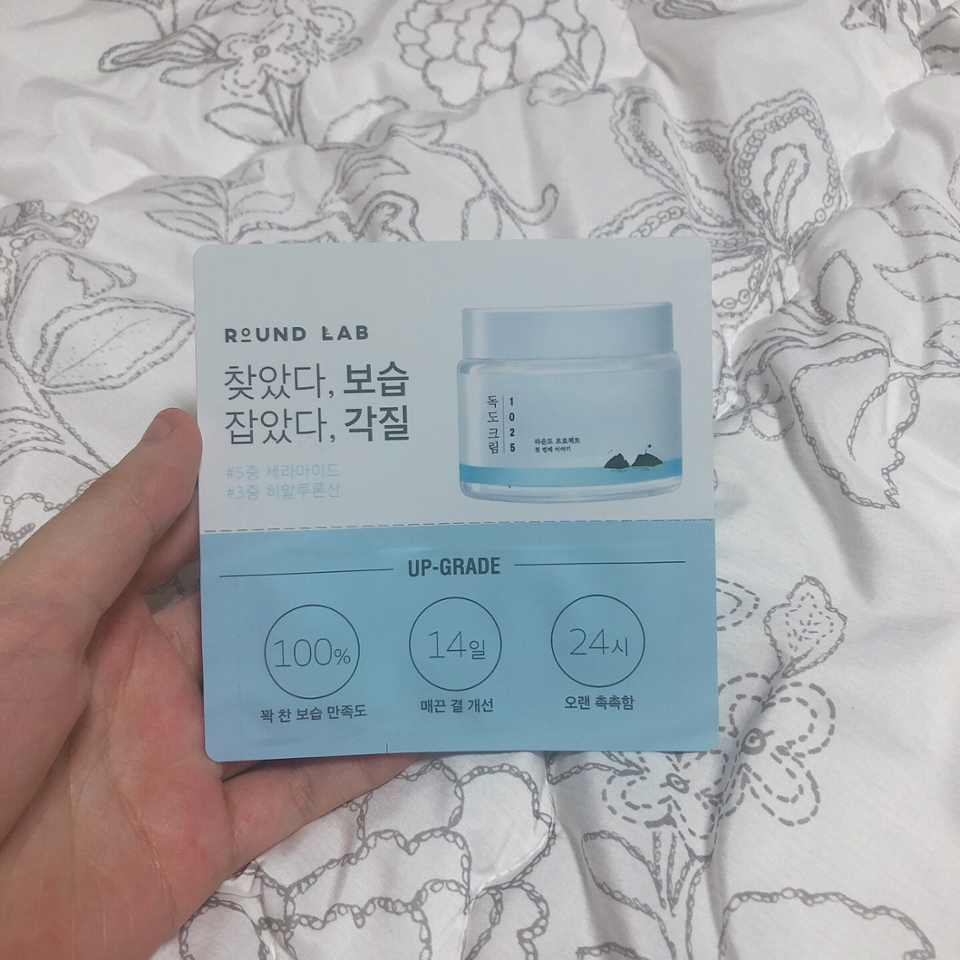 ROUND LAB
찾았다, 보습
잡았다, 각질
#5중 세라마이드
#3중 히알루론산
독도크림
1025
라운드 프로젝트
첫 번째 이야기
UP-GRADE
100%
꽉 찬 보습 만족도
14일
매끈 결 개선
24시
오랜 촉촉함